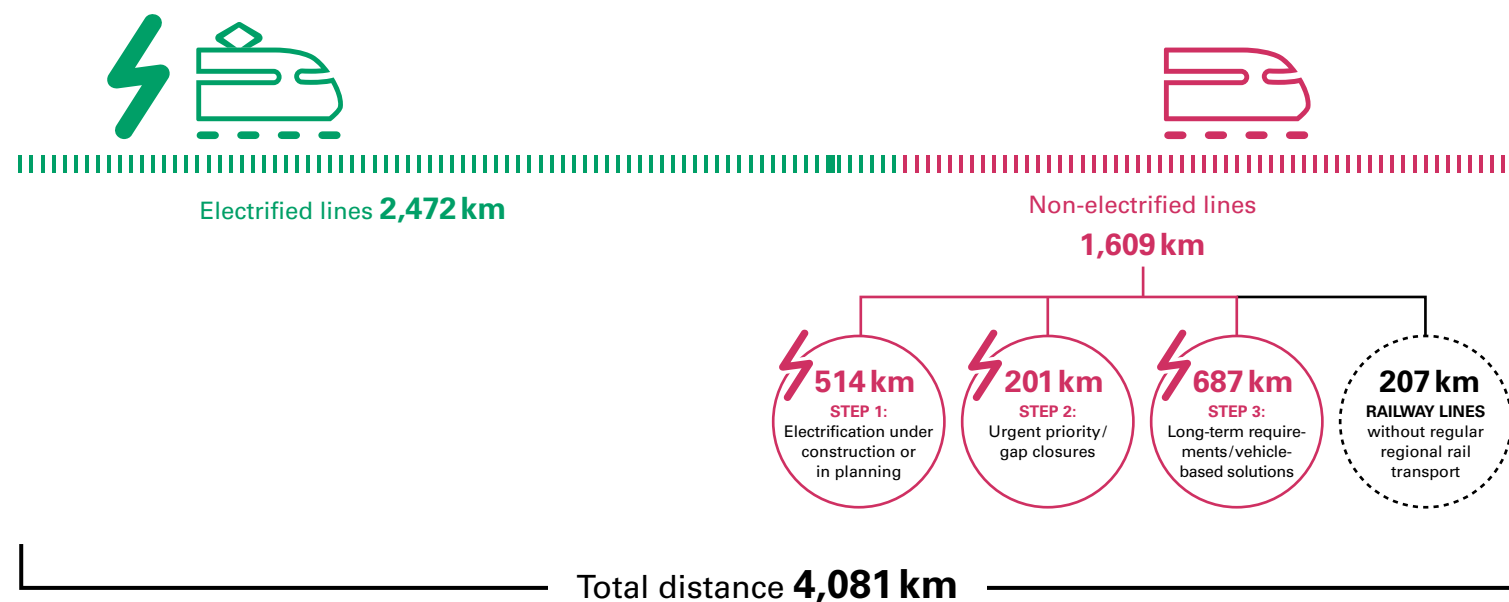 Electrified lines 2,472 km
Non-electrified lines
1,609 km
514 km
STEP 1:
Electrification under
construction or
in planning
201 km
STEP 2:
Urgent priority/
gap closures
687 km
STEP 3:
Long-term require-
ments/vehicle-
based solutions
207 km
RAILWAY LINES
without regular
regional rail
transport
Total distance 4,081 km